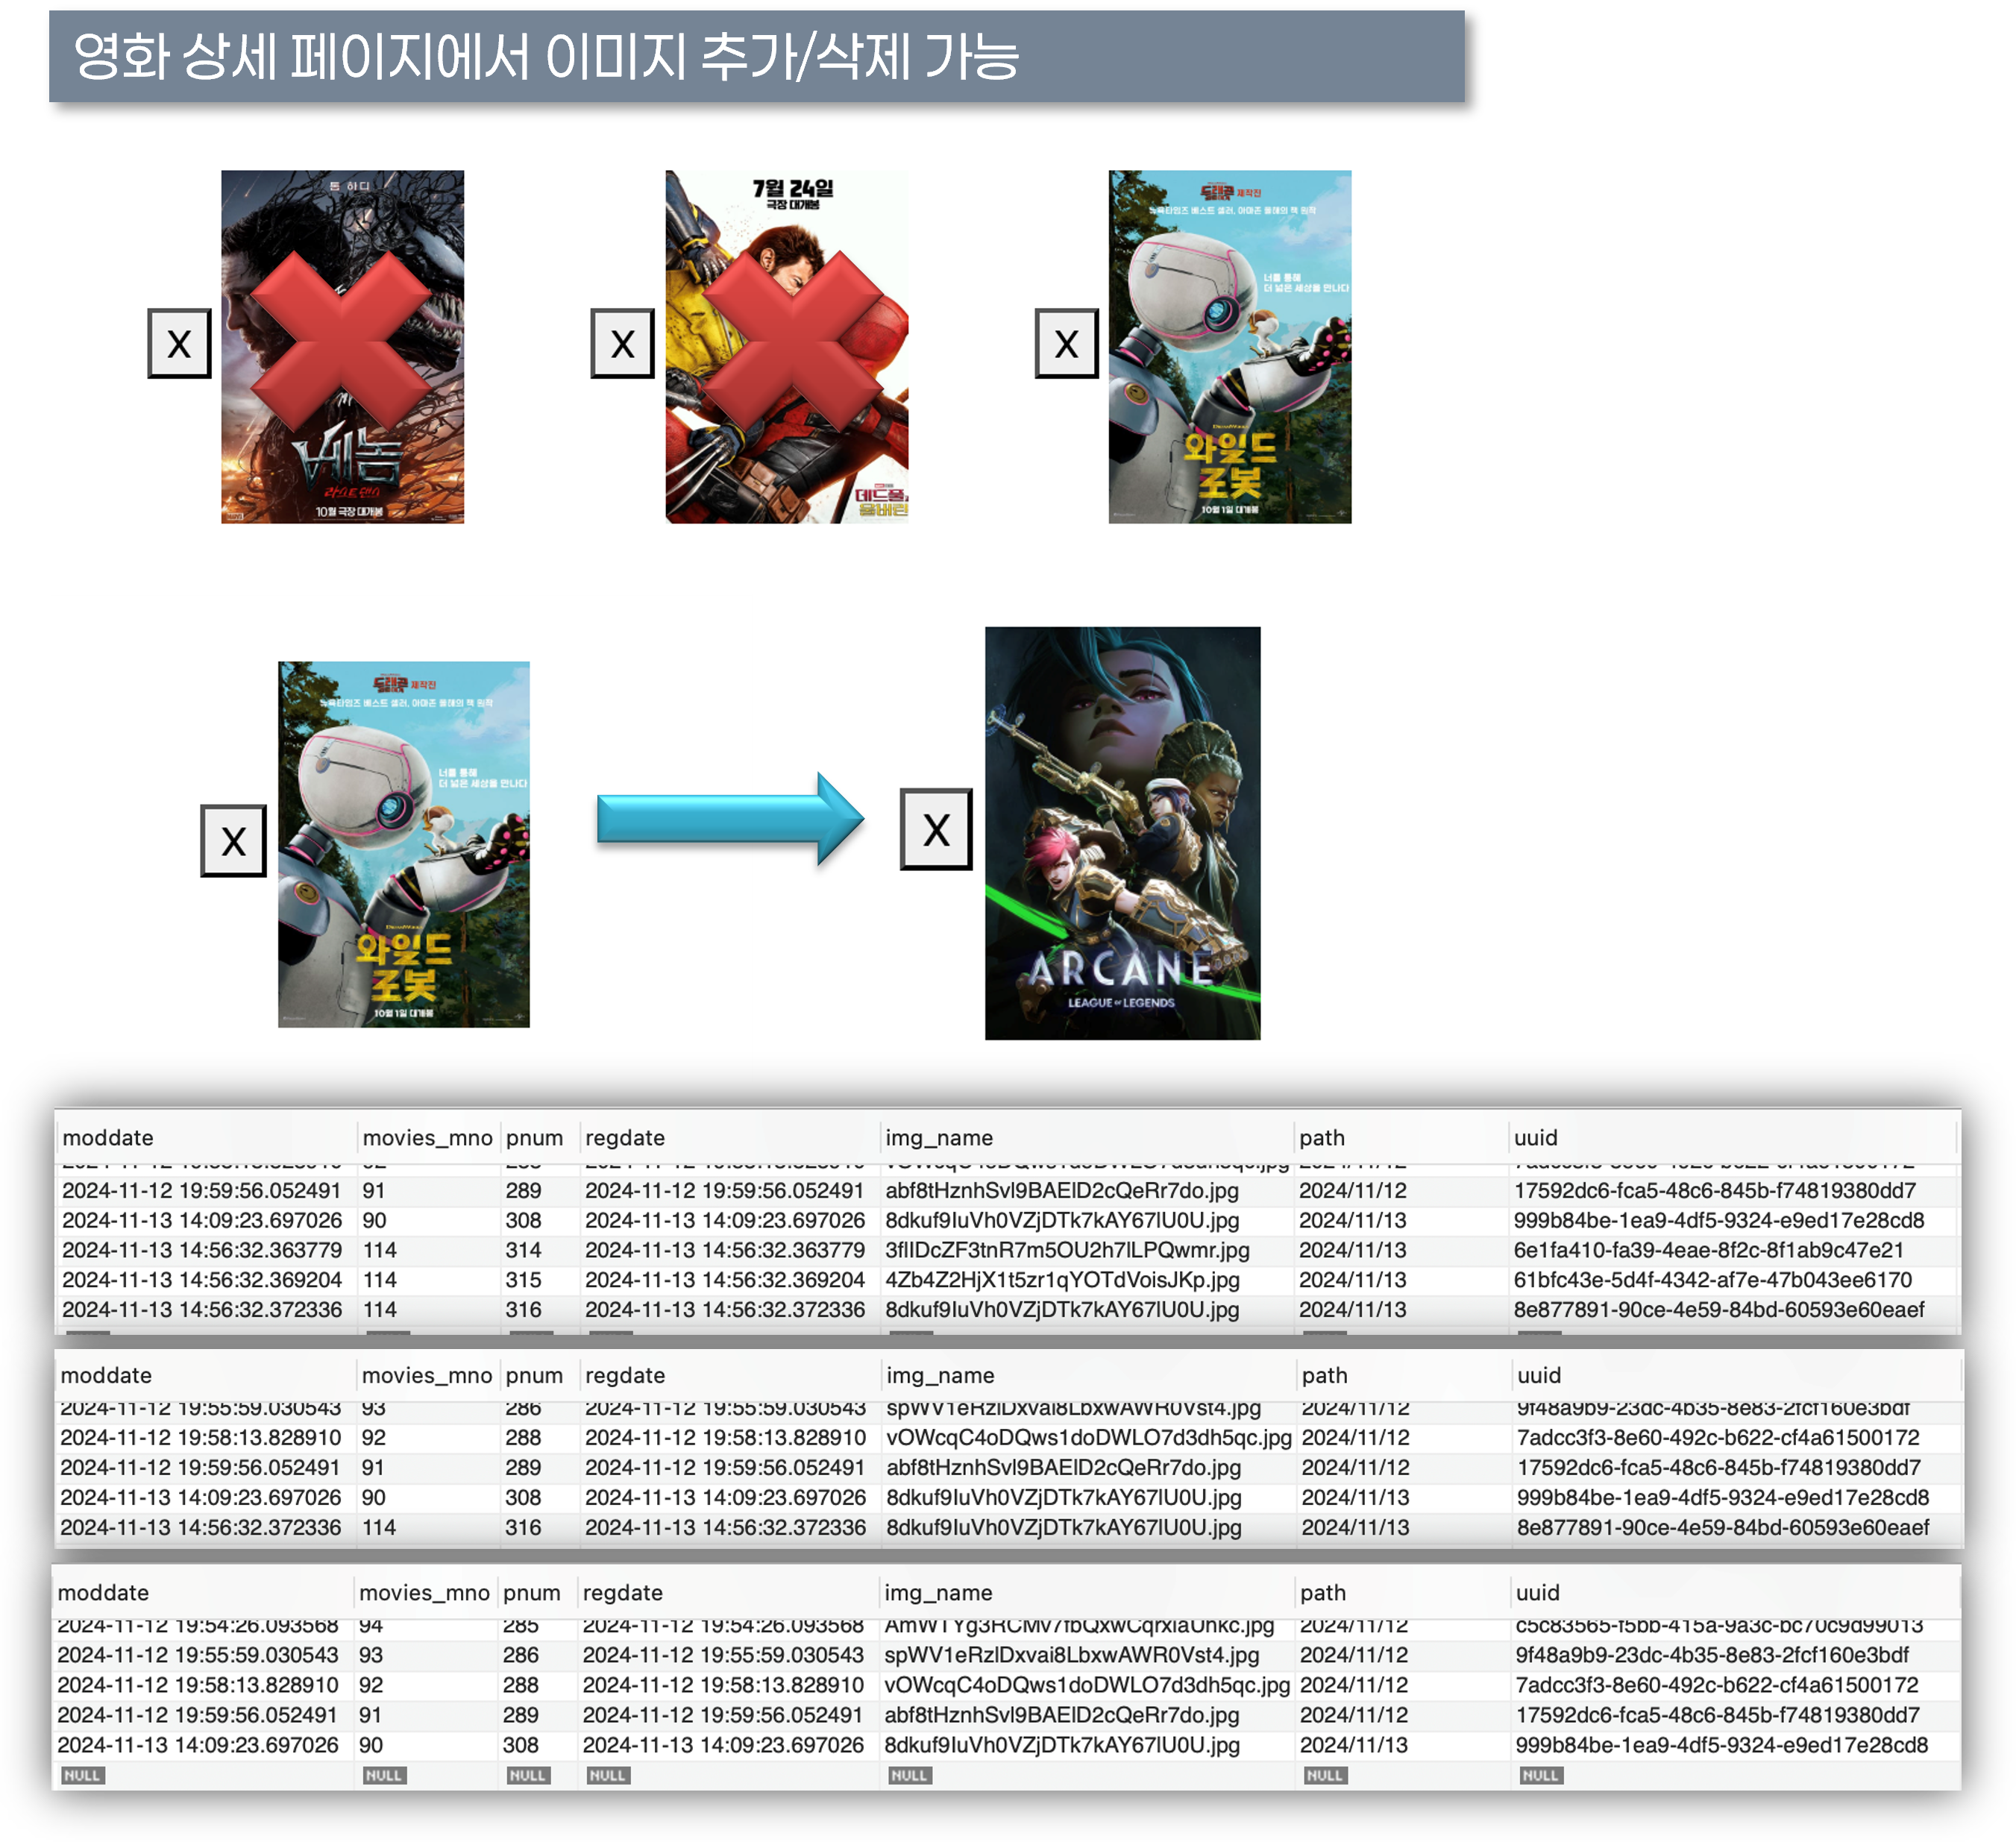 영화 상세 페이지에서 이미지 추가/삭제 가능
톰 하디
베놈
라스트 댄스
10월 극장 대개봉
7월 24일
극장 대개봉
데드풀
울버린
드래곤 길들이기 제작진
뉴욕타임즈 베스트 셀러, 아마존 올해의 책 원작
너를 통해
더 넓은 세상을 만나다
와일드
로봇
10월 1일 대개봉
X
X
X
드래곤 길들이기 제작진
뉴욕타임즈 베스트 셀러, 아마존 올해의 책 원작
너를 통해
더 넓은 세상을 만나다
와일드
로봇
10월 1일 대개봉
X
X
ARCANE
LEAGUE of LEGENDS
moddate movies_mno pnum regdate img_name path uuid
2024-11-12 19:59:56.052491 91 289 2024-11-12 19:59:56.052491 abf8tHznhSvl9BAElD2cQeRr7do.jpg 2024/11/12 17592dc6-fca5-48c6-845b-f74819380dd7
2024-11-13 14:09:23.697026 90 308 2024-11-13 14:09:23.697026 8dkuf9IuVh0VZjDTk7kAY67lU0U.jpg 2024/11/13 999b84be-1ea9-4df5-9324-e9ed17e28cd8
2024-11-13 14:56:32.363779 114 314 2024-11-13 14:56:32.363779 3flIDcZF3tnR7m5OU2h7lLPQwmr.jpg 2024/11/13 6e1fa410-fa39-4eae-8f2c-8f1ab9c47e21
2024-11-13 14:56:32.369204 114 315 2024-11-13 14:56:32.369204 4Zb4Z2HjX1t5zr1qYOTdVoisJKp.jpg 2024/11/13 61bfc43e-5d4f-4342-af7e-47b043ee6170
2024-11-13 14:56:32.372336 114 316 2024-11-13 14:56:32.372336 8dkuf9IuVh0VZjDTk7kAY67lU0U.jpg 2024/11/13 8e877891-90ce-4e59-84bd-60593e60eaef
moddate movies_mno pnum regdate img_name path uuid
2024-11-12 19:55:59.030543 93 286 2024-11-12 19:55:59.030543 spWV1eRzlDxvai8LbxwAWR0Vst4.jpg 2024/11/12 9f48a9b9-23dc-4b35-8e83-2fcf160e3bdf
2024-11-12 19:58:13.828910 92 288 2024-11-12 19:58:13.828910 vOWcqC4oDQws1doDWLO7d3dh5qc.jpg 2024/11/12 7adcc3f3-8e60-492c-b622-cf4a61500172
2024-11-12 19:59:56.052491 91 289 2024-11-12 19:59:56.052491 abf8tHznhSvl9BAElD2cQeRr7do.jpg 2024/11/12 17592dc6-fca5-48c6-845b-f74819380dd7
2024-11-13 14:09:23.697026 90 308 2024-11-13 14:09:23.697026 8dkuf9IuVh0VZjDTk7kAY67lU0U.jpg 2024/11/13 999b84be-1ea9-4df5-9324-e9ed17e28cd8
2024-11-13 14:56:32.372336 114 316 2024-11-13 14:56:32.372336 8dkuf9IuVh0VZjDTk7kAY67lU0U.jpg 2024/11/13 8e877891-90ce-4e59-84bd-60593e60eaef
moddate movies_mno pnum regdate img_name path uuid
2024-11-12 19:54:26.093568 94 285 2024-11-12 19:54:26.093568 2024/11/12 c5c83565-f5bb-415a-9a3c-bc70c9d99013
2024-11-12 19:55:59.030543 93 286 2024-11-12 19:55:59.030543 spWV1eRzlDxvai8LbxwAWR0Vst4.jpg 2024/11/12 9f48a9b9-23dc-4b35-8e83-2fcf160e3bdf
2024-11-12 19:58:13.828910 92 288 2024-11-12 19:58:13.828910 vOWcqC4oDQws1doDWLO7d3dh5qc.jpg 2024/11/12 7adcc3f3-8e60-492c-b622-cf4a61500172
2024-11-12 19:59:56.052491 91 289 2024-11-12 19:59:56.052491 abf8tHznhSvl9BAElD2cQeRr7do.jpg 2024/11/12 17592dc6-fca5-48c6-845b-f74819380dd7
2024-11-13 14:09:23.697026 90 308 2024-11-13 14:09:23.697026 8dkuf9IuVh0VZjDTk7kAY67lU0U.jpg 2024/11/13 999b84be-1ea9-4df5-9324-e9ed17e28cd8
NULL NULL NULL NULL NULL NULL NULL